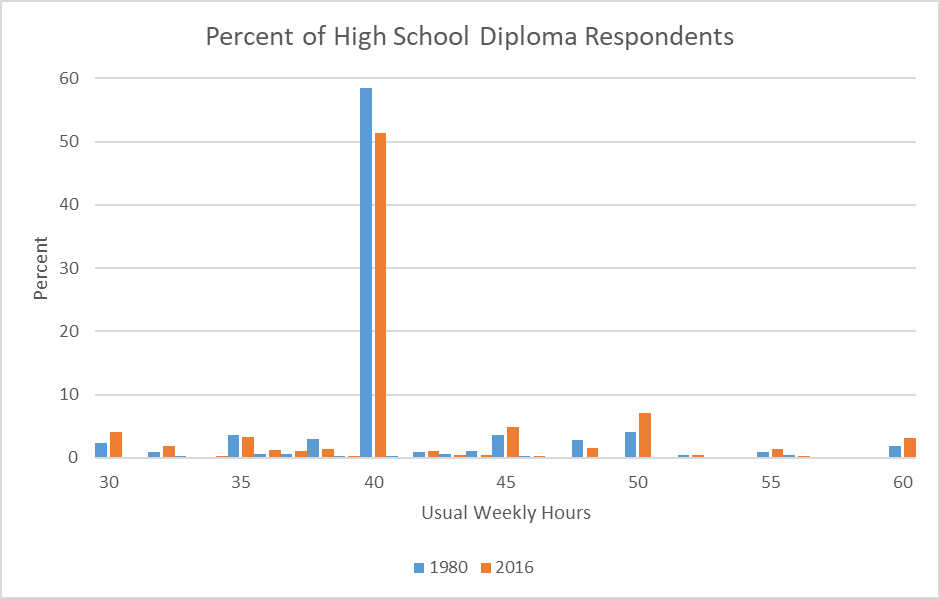 Percent of High School Diploma Respondents
60
50
40
30
20
10
0
Percent
30 35 40 45 50 55 60
Usual Weekly Hours
1980 2016